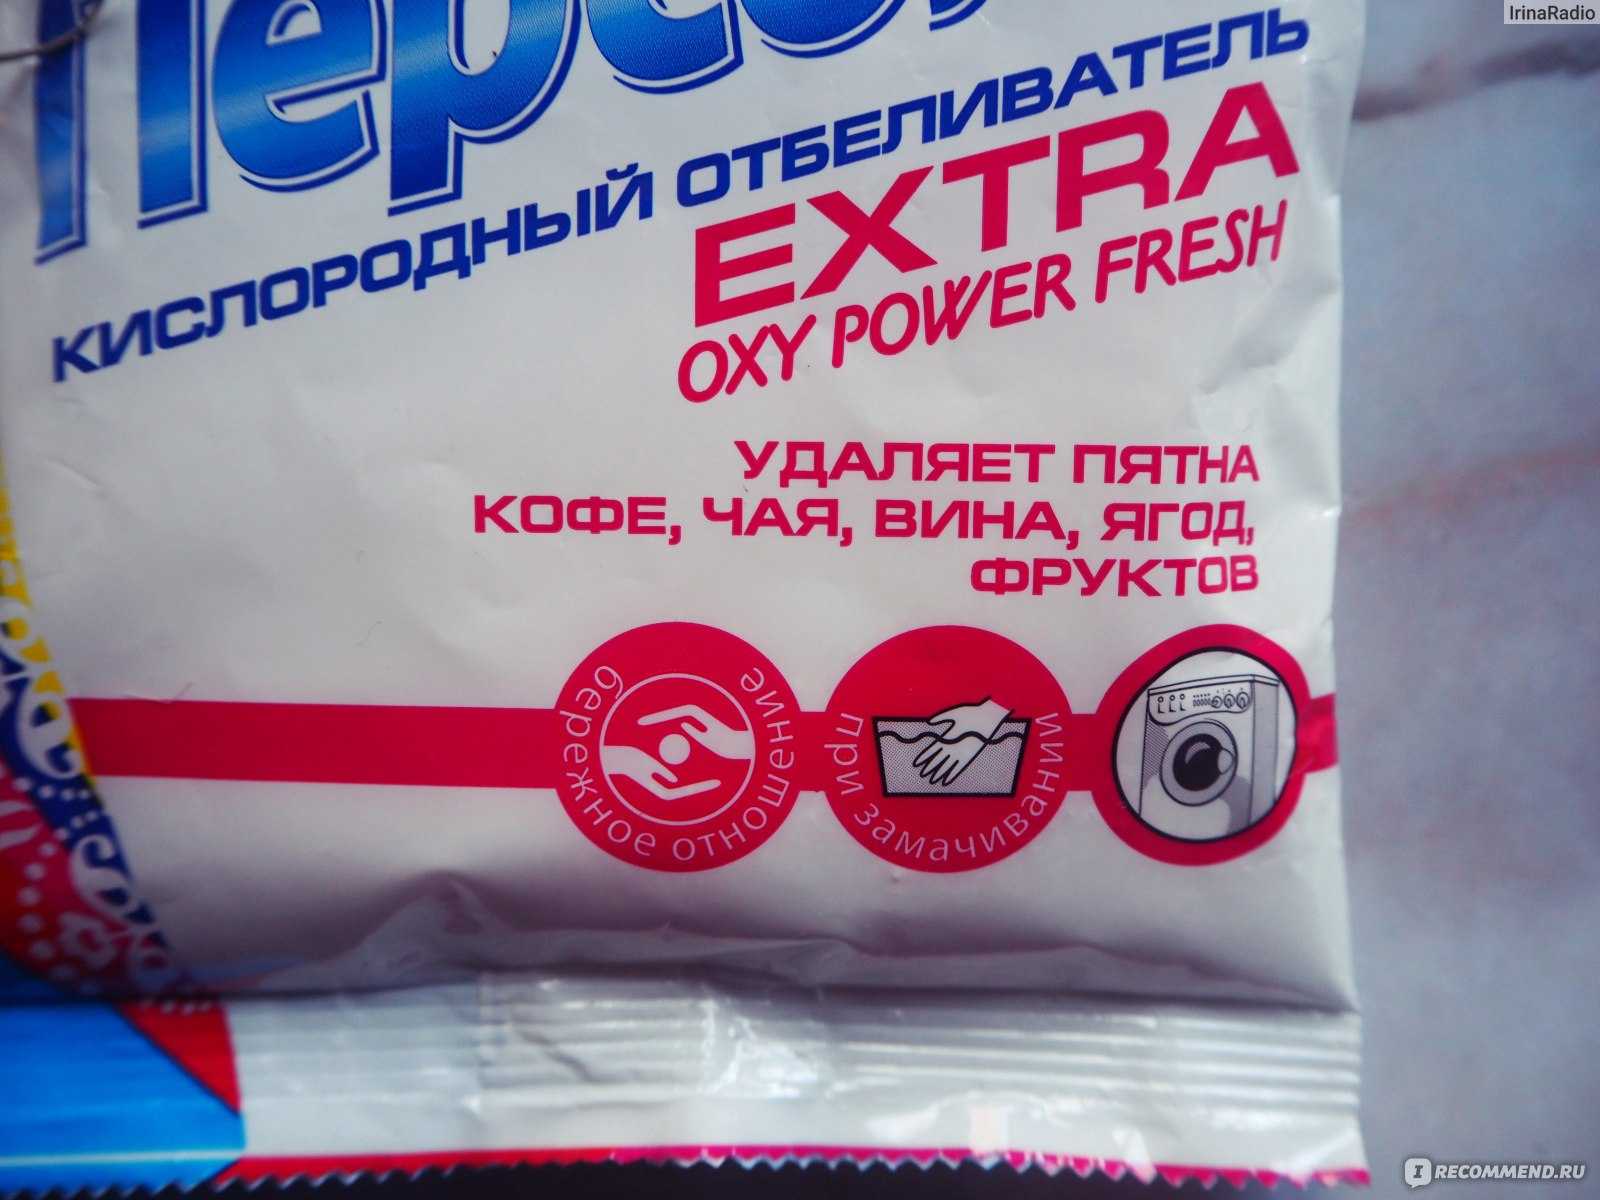 IrinaRadio
КИСЛОРОДНЫЙ ОТБЕЛИВАТЕЛЬ
EXTRA
OXY POWER FRESH
УДАЛЯЕТ ПЯТНА
КОФЕ, ЧАЯ, ВИНА, ЯГОД,
ФРУКТОВ
бережное отношение
при замачивании
IRECOMMEND.RU